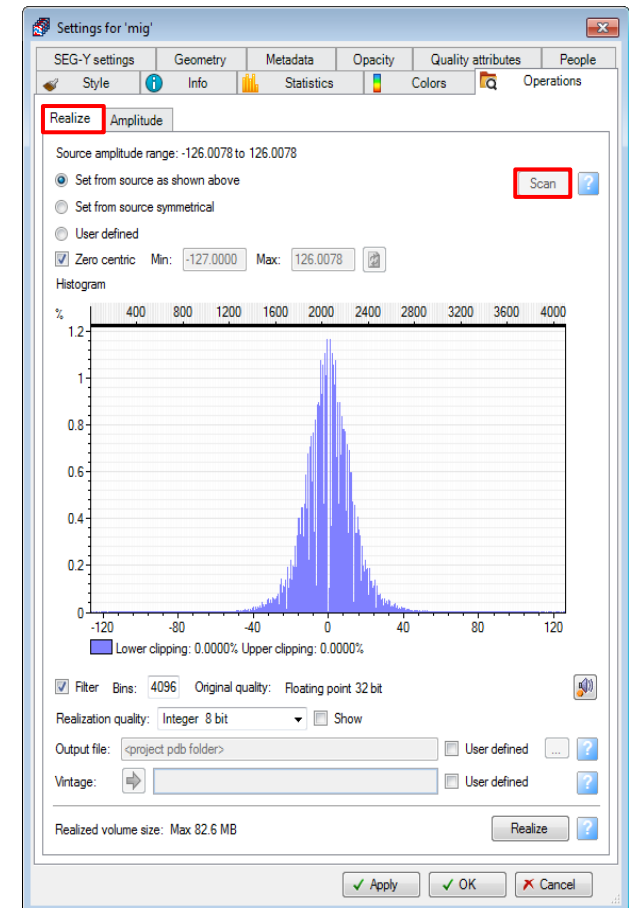 Settings for 'mig'
SEG-Y settings Geometry Metadata Opacity Quality attributes People
Style Info Statistics Colors Operations
Realize Amplitude
Source amplitude range: -126.0078 to 126.0078
Set from source as shown above
Scan ?
Set from source symmetrical
User defined
Zero centric Min: -127.0000 Max: 126.0078
Histogram
% 400 800 1200 1600 2000 2400 2800 3200 3600 4000
1.2
1
0.8
0.6
0.4
0.2
0
-120 -80 -40 0 40 80 120
Lower clipping: 0.0000% Upper clipping: 0.0000%
Filter Bins: 4096 Original quality: Floating point 32 bit
Realization quality: Integer 8 bit Show
Output file: <project pdb folder> User defined ... ?
Vintage: User defined ?
Realized volume size: Max 82.6 MB Realize ?
Apply OK Cancel